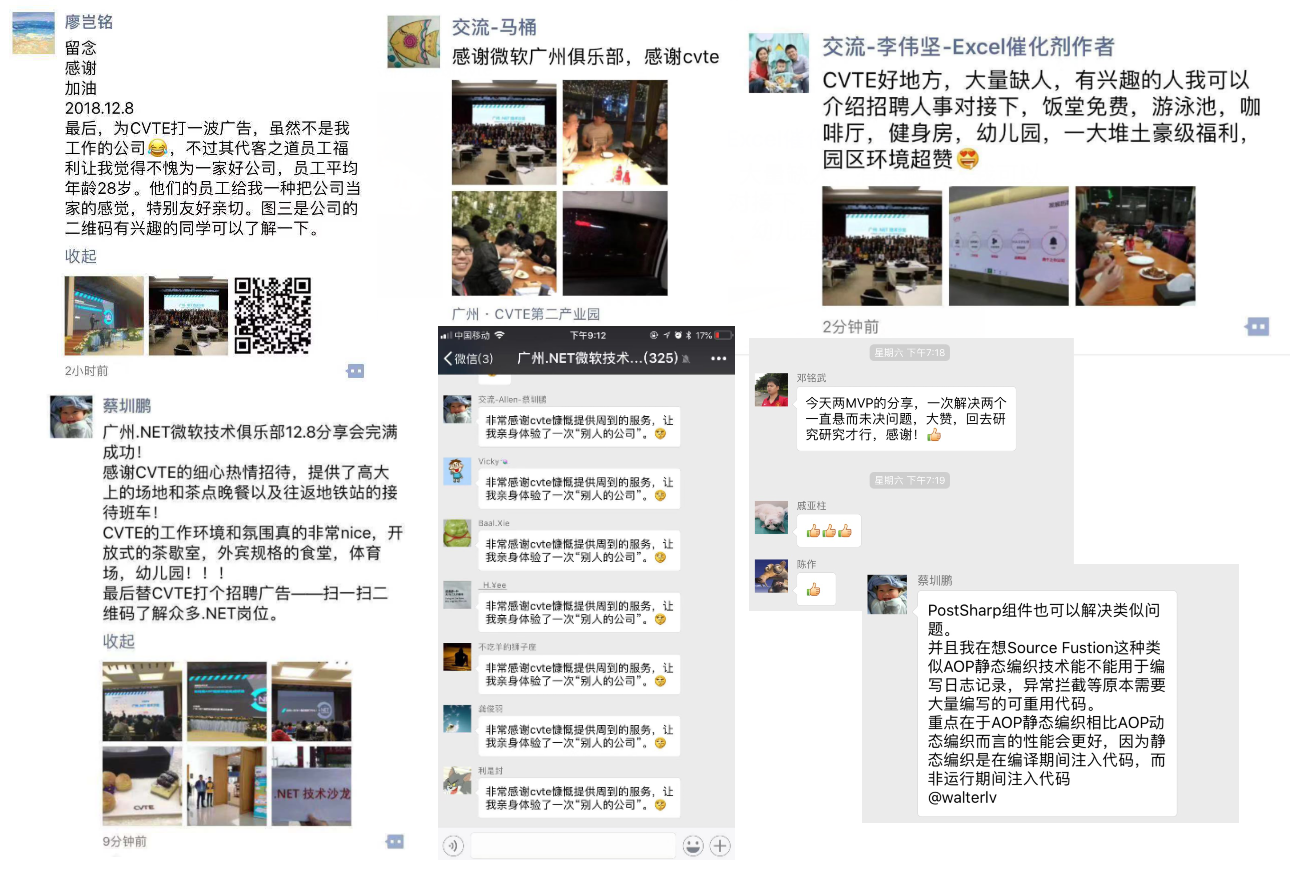 廖岂铭
留念
感谢
加油
2018.12.8
最后，为CVTE打一波广告，虽然不是我
工作的公司😂，不过其代客之道员工福
利让我觉得不愧为一家好公司，员工平均
年龄28岁。他们的员工给我一种把公司当
家的感觉，特别友好亲切。图三是公司的
二维码有兴趣的同学可以了解一下。
收起
2小时前
蔡圳鹏
广州.NET微软技术俱乐部12.8分享会完满
成功！
感谢CVTE的细心热情招待，提供了高大
上的场地和茶点晚餐以及往返地铁站的接
待班车！
CVTE的工作环境和氛围真的非常nice，开
放式的茶歇室，外宾规格的食堂，体育
场，幼儿园！！！
最后替CVTE打个招聘广告——扫一扫二
维码了解众多.NET岗位。
收起
CVTE
.NET 技术沙龙
9分钟前
交流-马桶
感谢微软广州俱乐部，感谢cvte
广州 · CVTE第二产业园
中国移动 下午9:12 17%
微信(3) 广州.NET微软技术...(325)
交流-Allen-蔡圳鹏
非常感谢cvte慷慨提供周到的服务，让
我亲身体验了一次“别人的公司”。🤔
Vicky
非常感谢cvte慷慨提供周到的服务，让
我亲身体验了一次“别人的公司”。🤔
Baal.Xie
非常感谢cvte慷慨提供周到的服务，让
我亲身体验了一次“别人的公司”。🤔
__H.¥ee
非常感谢cvte慷慨提供周到的服务，让
我亲身体验了一次“别人的公司”。🤔
不吃羊的狮子座
非常感谢cvte慷慨提供周到的服务，让
我亲身体验了一次“别人的公司”。🤔
龚俊羽
非常感谢cvte慷慨提供周到的服务，让
我亲身体验了一次“别人的公司”。🤔
利是封
非常感谢cvte慷慨提供周到的服务，让
我亲身体验了一次“别人的公司”。🤔
交流-李伟坚-Excel催化剂作者
CVTE好地方，大量缺人，有兴趣的人我可以
介绍招聘人事对接下，饭堂免费，游泳池，咖
啡厅，健身房，幼儿园，一大堆土豪级福利，
园区环境超赞😍
2分钟前
星期六 下午7:18
邓铭武
今天两MVP的分享，一次解决两个
一直悬而未决问题，大赞，回去研
究研究才行，感谢！👍
星期六 下午7:19
戚亚柱
👍👍👍
陈作
👍
蔡圳鹏
PostSharp组件也可以解决类似问
题。
并且我在想Source Fustion这种类
似AOP静态编织技术能不能用于编
写日志记录，异常拦截等原本需要
大量编写的可重用代码。
重点在于AOP静态编织相比AOP动
态编织而言的性能会更好，因为静
态编织是在编译期间注入代码，而
非运行期间注入代码
@walterlv